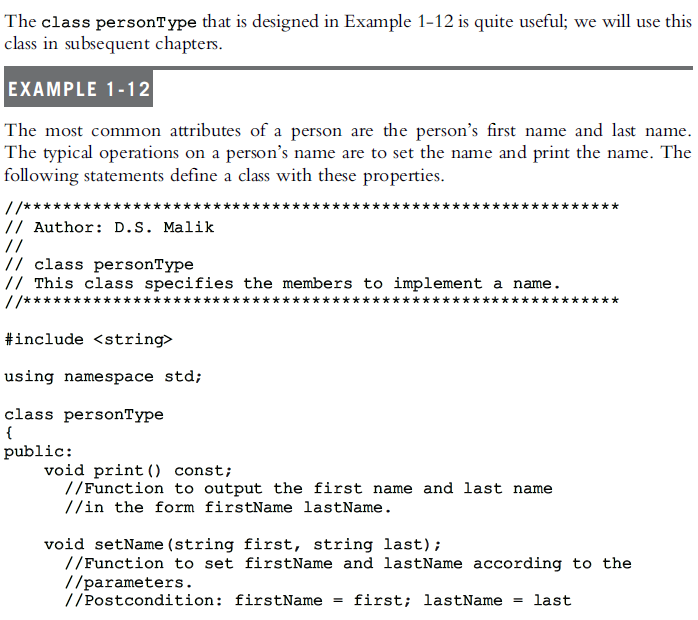 The class personType that is designed in Example 1-12 is quite useful; we will use this
class in subsequent chapters.
EXAMPLE 1-12
The most common attributes of a person are the person's first name and last name.
The typical operations on a person's name are to set the name and print the name. The
following statements define a class with these properties.
//************************************************************
// Author: D.S. Malik
//
// class personType
// This class specifies the members to implement a name.
//************************************************************
#include <string>
using namespace std;
class personType
{
public:
    void print() const;
      //Function to output the first name and last name
      //in the form firstName lastName.
    void setName(string first, string last);
      //Function to set firstName and lastName according to the
      //parameters.
      //Postcondition: firstName = first; lastName = last